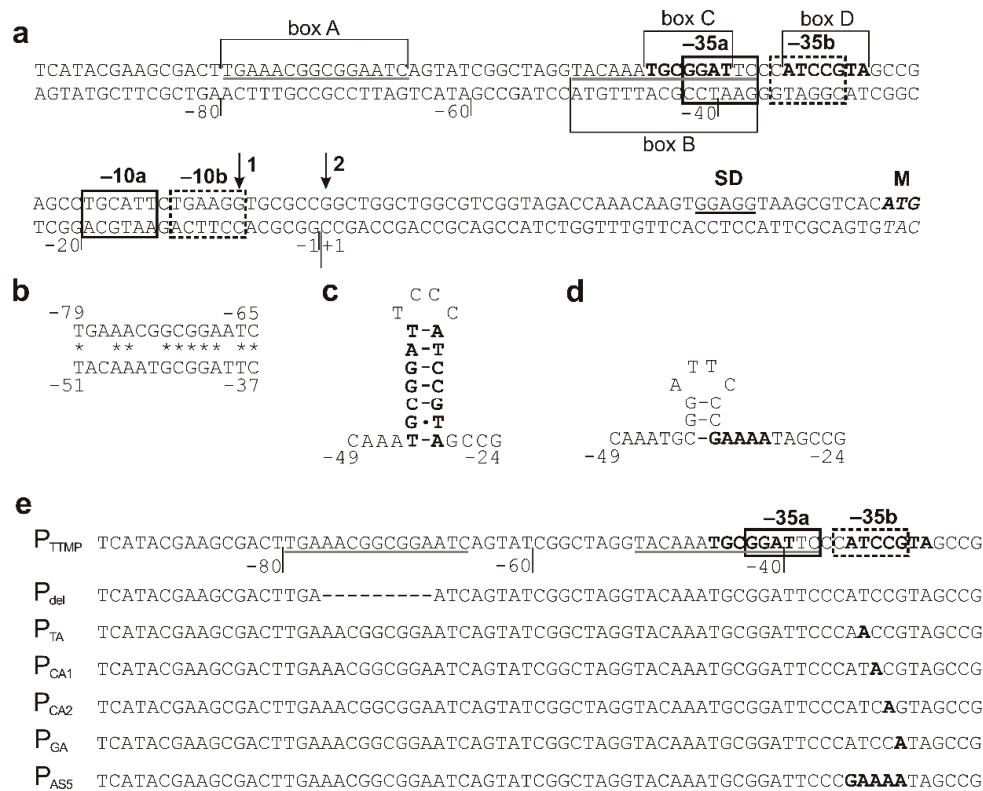 a
box A
box C
box D
–35a
–35b
TCATACGAAGCGACTTGAAACGGCGGAATCAGTATCGGCTAGGTACAAATGCGGATTCCCATCCGTAGCCG
AGTATGCTTCGCTGAACTTTGCCGCCTTAGTCATAGCCGATCCATGTTTACGCCTAAGGGTAGGCATCGGC
-80
-60
-40
box B
–10a
–10b
1
2
SD
M
AGCCTGCATTCTGAAGGTGCGCCGGCTGGCTGGCGTCGGTAGACCAAACAAGTGGAGGTAAGCGTCACATG
TCGGACGTAAGACTTCCACGCGGCCGACCGACCGCAGCCATCTGGTTTGTTCACCTCCATTCGCAGTGTAC
-20
-1
+1
b
-79
-65
TGAAACGGCGGAATC
* ** ***** **
TACAAATGCGGATTC
-51
-37
c
C C
T C
T-A
A-T
G-C
G-C
C-G
G·T
CAAAT-AGCCG
-49
-24
d
T T
A C
G-C
G-C
CAAATGC-GAAAATAGCCG
-49
-24
e
–35a
–35b
PTTMP TCATACGAAGCGACTTGAAACGGCGGAATCAGTATCGGCTAGGTACAAATGCGGATTCCCATCCGTAGCCG
-80
-60
-40
Pdel TCATACGAAGCGACTTGA---------ATCAGTATCGGCTAGGTACAAATGCGGATTCCCATCCGTAGCCG
PTA TCATACGAAGCGACTTGAAACGGCGGAATCAGTATCGGCTAGGTACAAATGCGGATTCCCAACCGTAGCCG
PCA1 TCATACGAAGCGACTTGAAACGGCGGAATCAGTATCGGCTAGGTACAAATGCGGATTCCCATACGTAGCCG
PCA2 TCATACGAAGCGACTTGAAACGGCGGAATCAGTATCGGCTAGGTACAAATGCGGATTCCCATCAGTAGCCG
PGA TCATACGAAGCGACTTGAAACGGCGGAATCAGTATCGGCTAGGTACAAATGCGGATTCCCATCCATAGCCG
PAS5 TCATACGAAGCGACTTGAAACGGCGGAATCAGTATCGGCTAGGTACAAATGCGGATTCCCGAAAATAGCCG